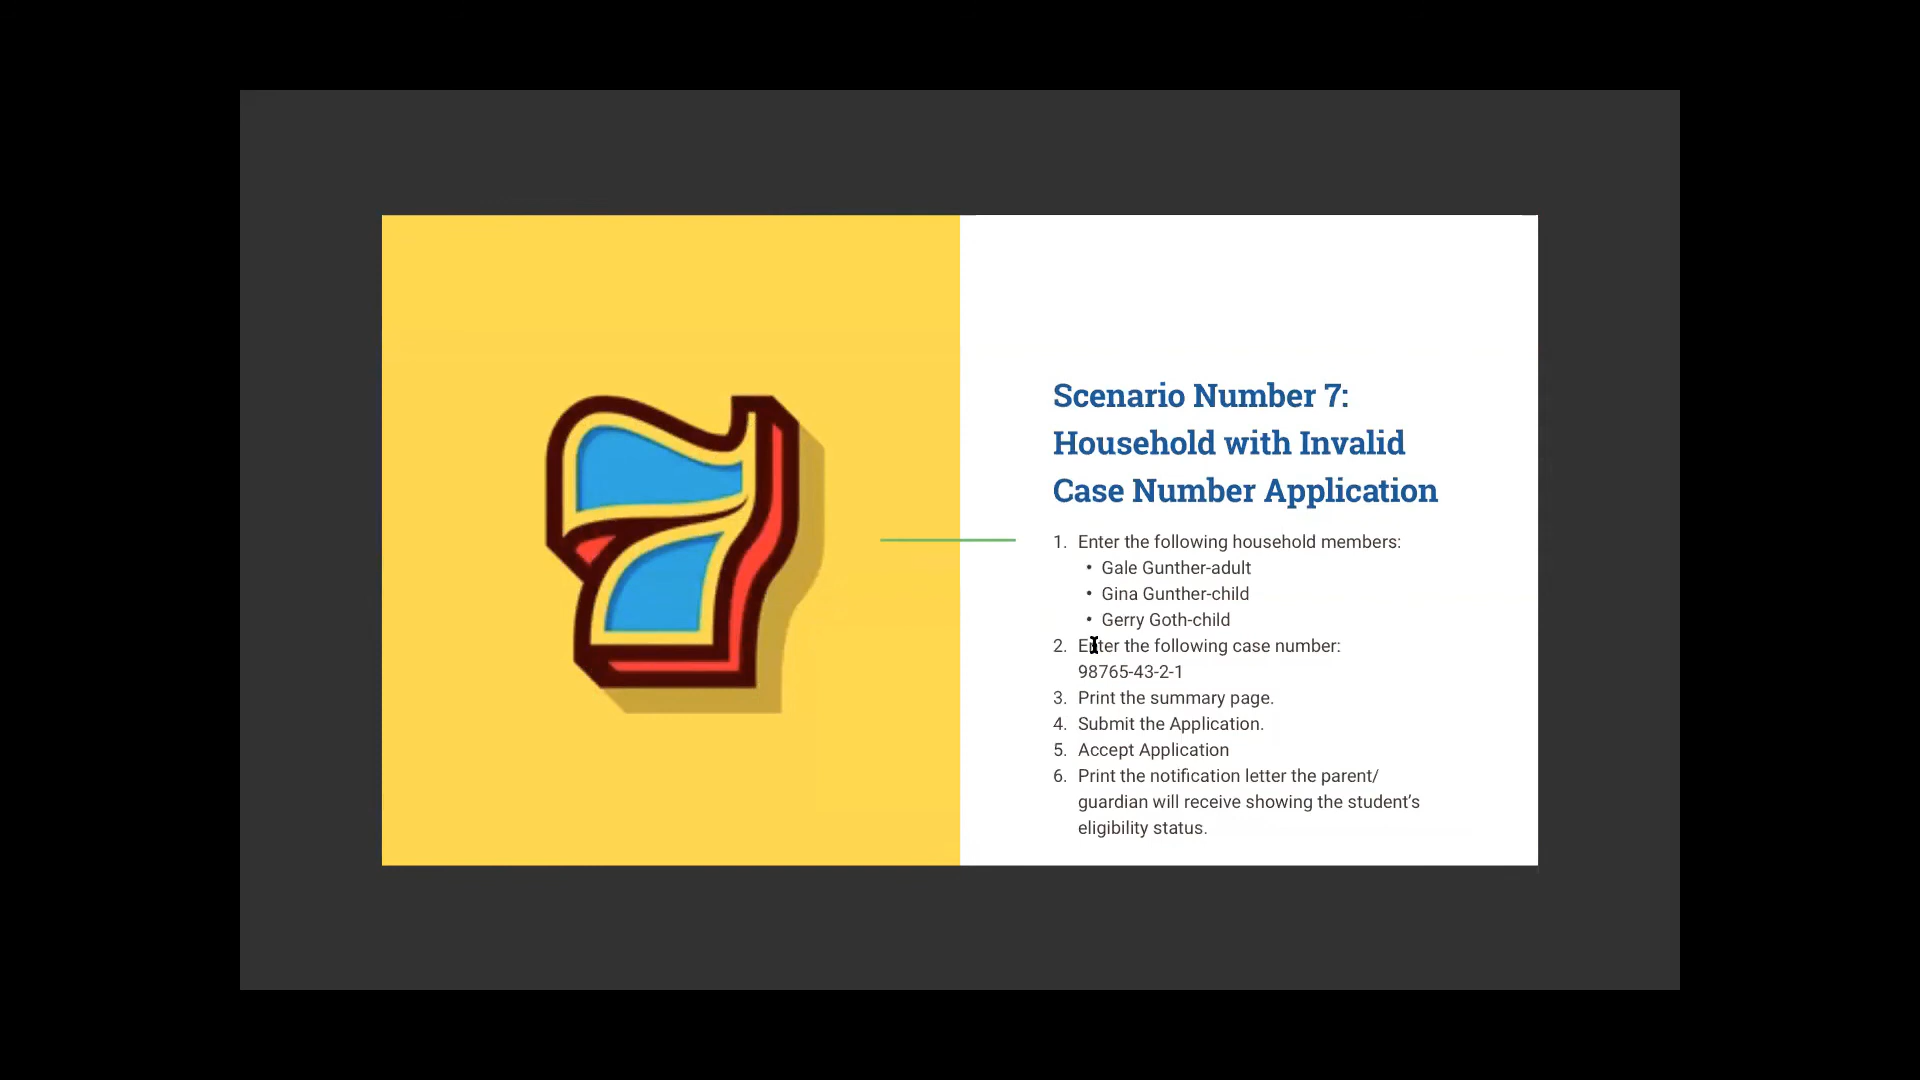 7
Scenario Number 7:
Household with Invalid
Case Number Application
1. Enter the following household members:
• Gale Gunther-adult
• Gina Gunther-child
• Gerry Goth-child
2. Enter the following case number:
98765-43-2-1
3. Print the summary page.
4. Submit the Application.
5. Accept Application
6. Print the notification letter the parent/
guardian will receive showing the student’s
eligibility status.